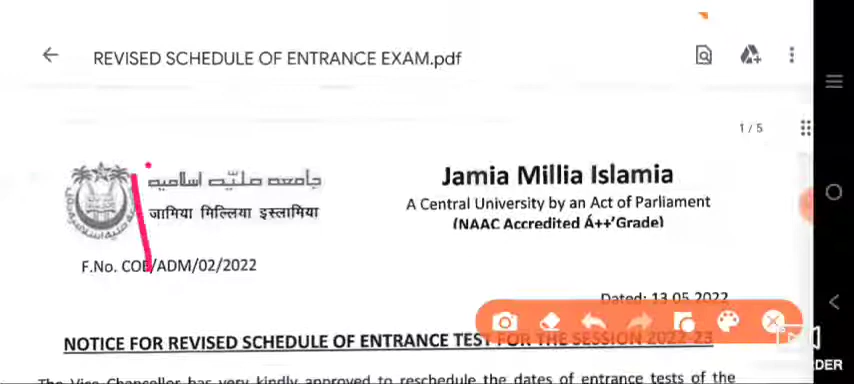 REVISED SCHEDULE OF ENTRANCE EXAM.pdf
1 / 5
جامعہ ملیہ اسلامیہ
Jamia Millia Islamia
जामिया मिल्लिया इस्लामिया
A Central University by an Act of Parliament
(NAAC Accredited Á++'Grade)
F.No. COE/ADM/02/2022
Dated: 13.05.2022
NOTICE FOR REVISED SCHEDULE OF ENTRANCE TEST FOR THE SESSION 2022-23
The Vice Chancellor has very kindly approved to reschedule the dates of entrance tests of the